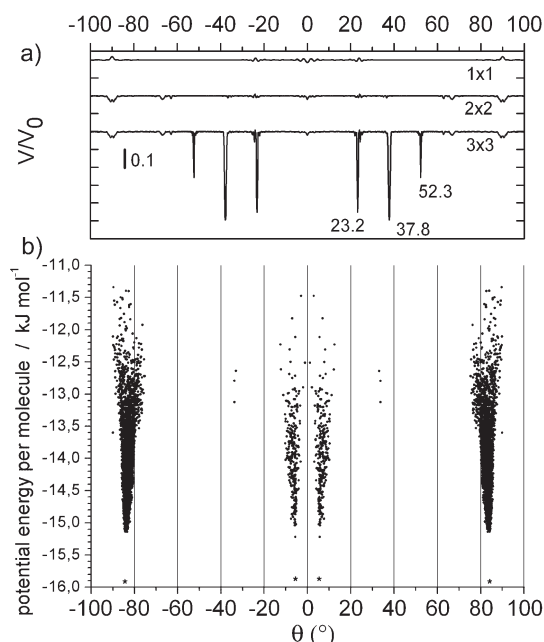 -100 -80 -60 -40 -20 0 20 40 60 80 100
a)
1x1
2x2
3x3
V/V0
0.1
52.3
23.2
37.8
b)
-11,0
-11,5
-12,0
-12,5
-13,0
-13,5
-14,0
-14,5
-15,0
-15,5
-16,0
potential energy per molecule / kJ mol-1
* * * *
-100 -80 -60 -40 -20 0 20 40 60 80 100
θ (°)